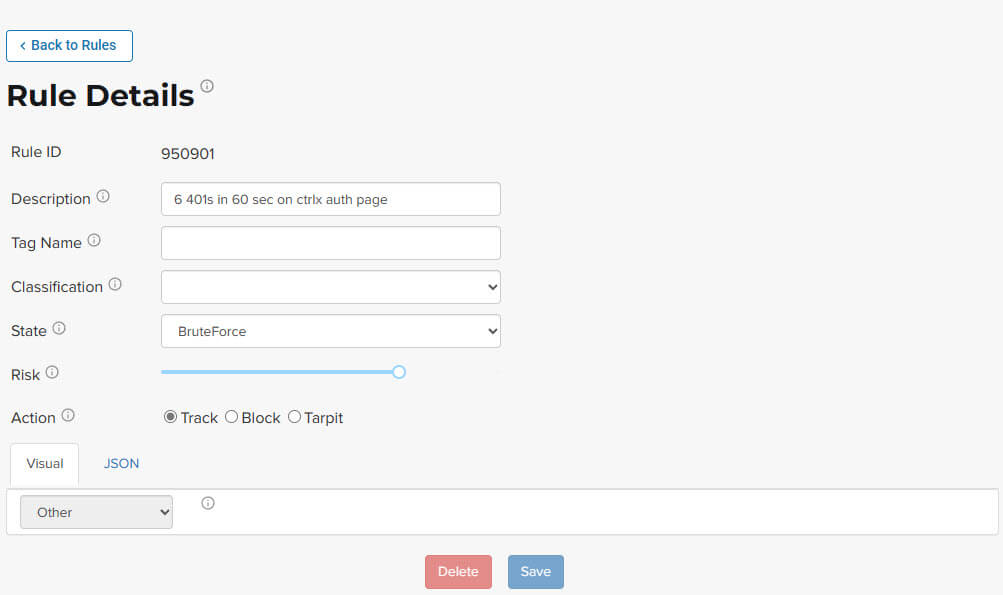 ‹ Back to Rules
Rule Details
Rule ID 950901
Description 6 401s in 60 sec on ctrlx auth page
Tag Name
Classification
State BruteForce
Risk
Action Track Block Tarpit
Visual JSON
Other
Delete Save